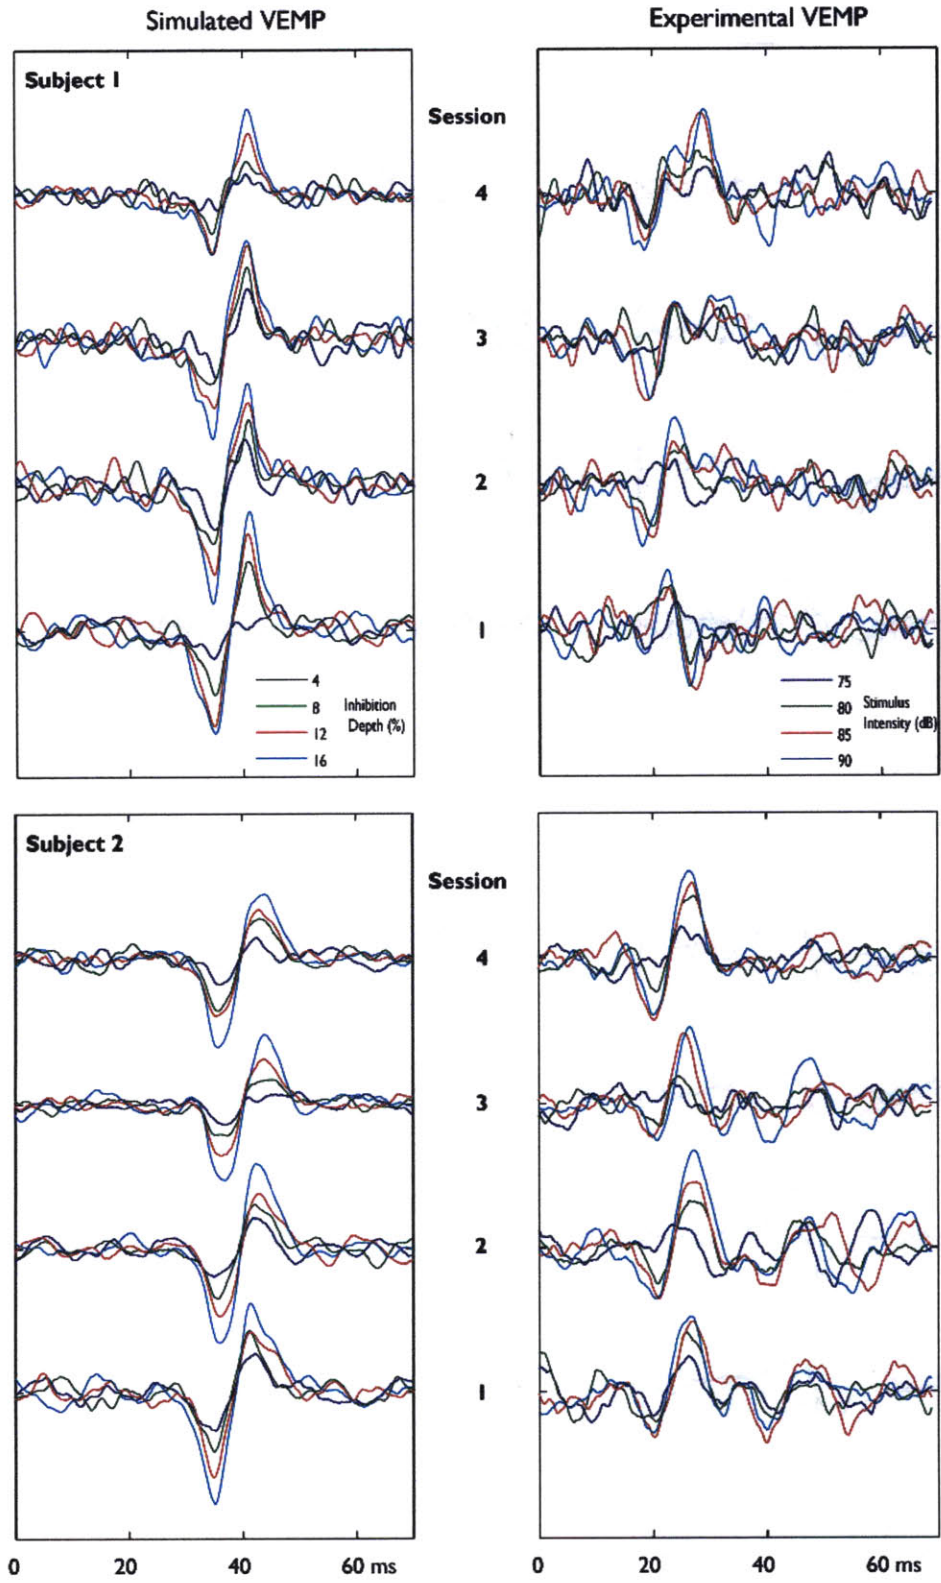 Simulated VEMP
Experimental VEMP
Subject 1
Session
4
3
2
1
4
8
12
16
Inhibition
Depth (%)
75
80
85
90
Stimulus
Intensity (dB)
Subject 2
Session
4
3
2
1
0 20 40 60 ms
0 20 40 60 ms